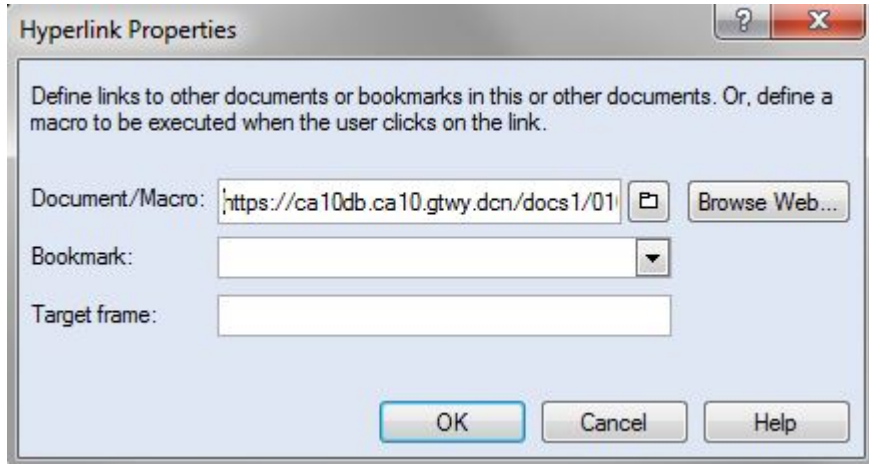 Hyperlink Properties
Define links to other documents or bookmarks in this or other documents. Or, define a
macro to be executed when the user clicks on the link.
Document/Macro: https://ca10db.ca10.gtwy.dcn/docs1/01 Browse Web...
Bookmark:
Target frame:
OK Cancel Help